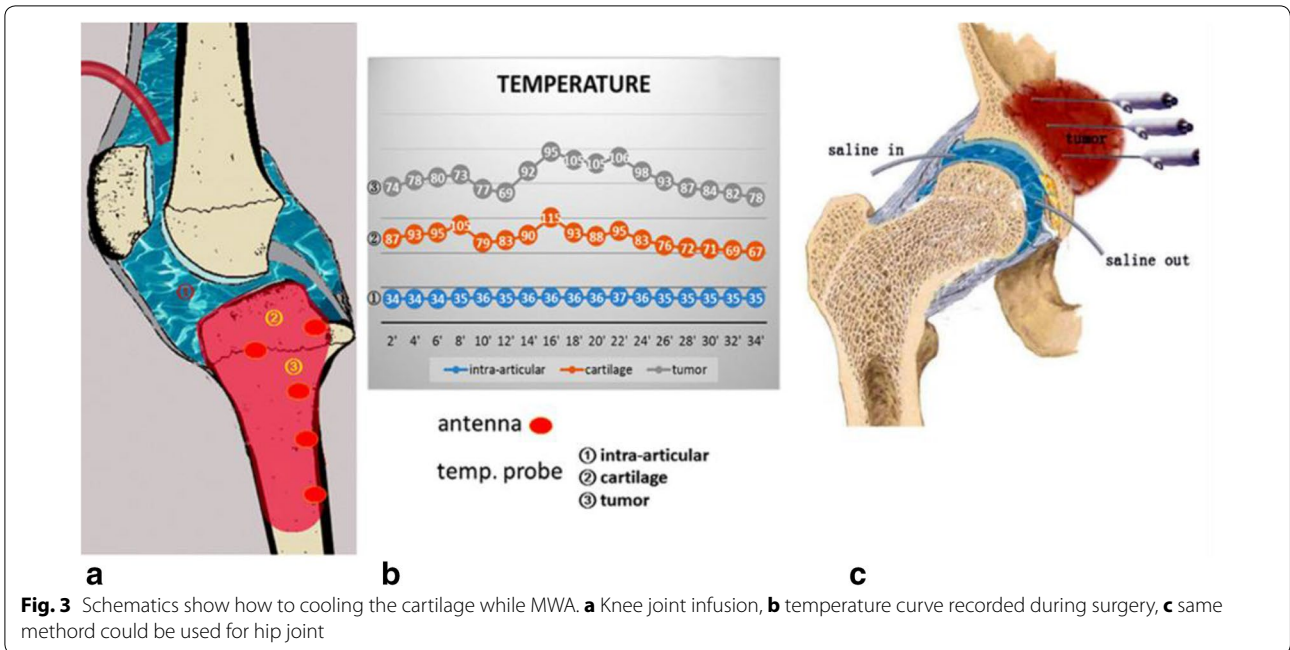 TEMPERATURE
③ 74 78 80 73 77 69 92 95 105 105 106 98 93 87 84 82 78
② 87 93 95 105 79 83 90 115 93 88 95 83 76 72 71 69 67
① 34 34 34 35 36 35 36 36 36 36 37 36 35 35 35 35 35
2' 4' 6' 8' 10' 12' 14' 16' 18' 20' 22' 24' 26' 28' 30' 32' 34'
intra-articular cartilage tumor
①
②
③
antenna
temp. probe
① intra-articular
② cartilage
③ tumor
saline in
tumor
saline out
a
b
c
Fig. 3 Schematics show how to cooling the cartilage while MWA. a Knee joint infusion, b temperature curve recorded during surgery, c same
methord could be used for hip joint